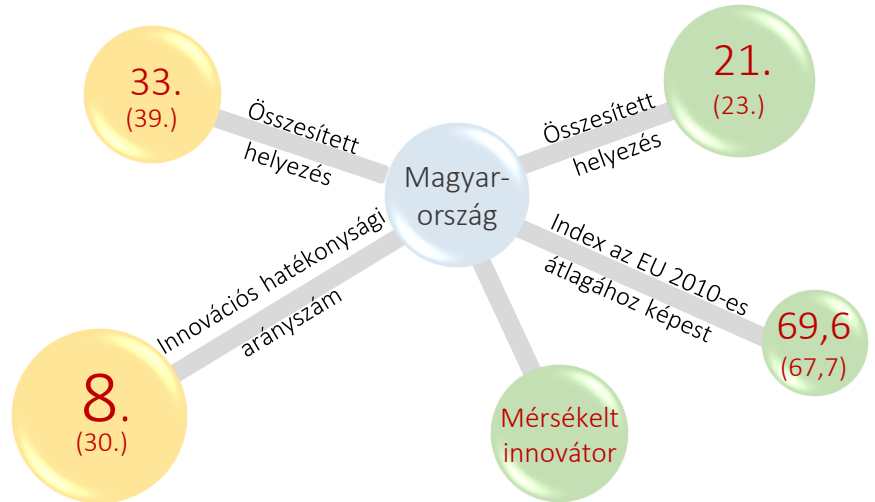 33.
(39.)
Összesített
helyezés
21.
(23.)
Összesített
helyezés
Magyar-
ország
Innovációs hatékonysági
arányszám
8.
(30.)
Index az EU 2010-es
átlagához képest
69,6
(67,7)
Mérsékelt
innovátor